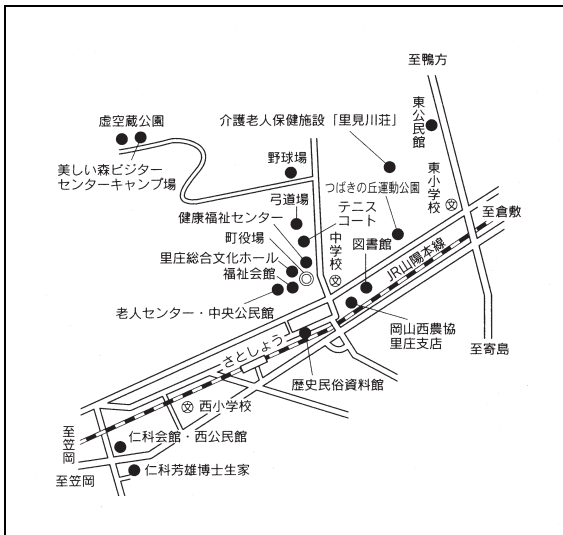 至鴨方
虚空蔵公園
介護老人保健施設「里見川荘」
東公民館
美しい森ビジター
センターキャンプ場
野球場
東小学校
つばきの丘運動公園
弓道場
テニス
コート
至倉敷
健康福祉センター
町役場
中学校
図書館
JR山陽本線
里庄総合文化ホール
福祉会館
老人センター・中央公民館
岡山西農協
里庄支店
至寄島
さとしょう
歴史民俗資料館
西小学校
至笠岡
仁科会館・西公民館
至笠岡
仁科芳雄博士生家